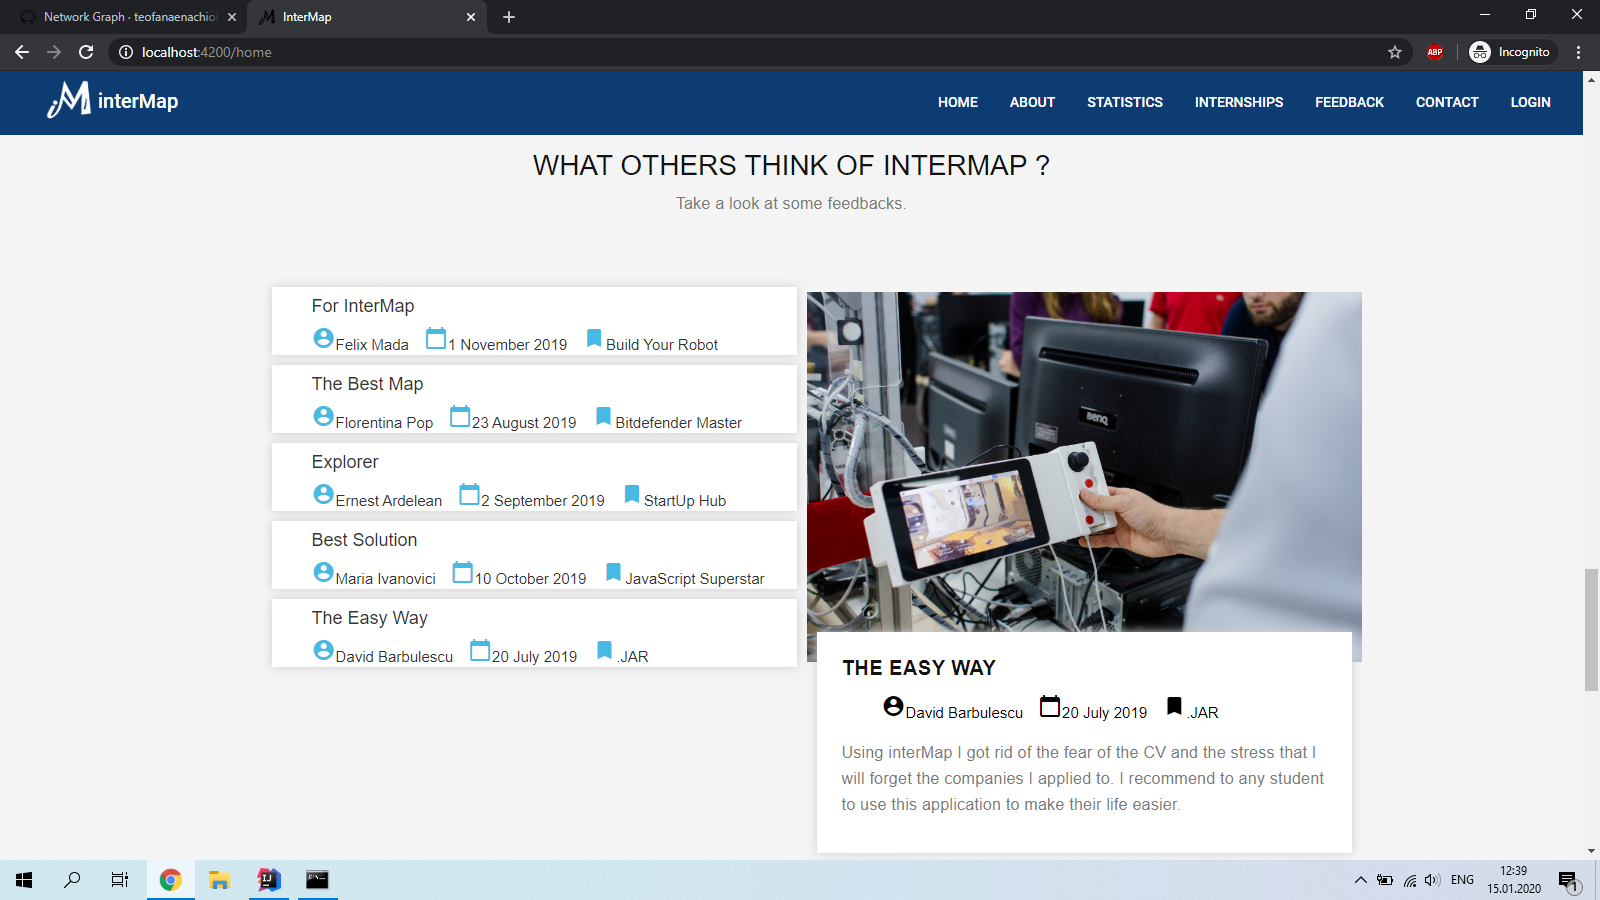 Network Graph · teofanaenachioi
InterMap
localhost:4200/home
ABP
Incognito
M interMap
HOME ABOUT STATISTICS INTERNSHIPS FEEDBACK CONTACT LOGIN
WHAT OTHERS THINK OF INTERMAP ?
Take a look at some feedbacks.
For InterMap
Felix Mada 1 November 2019 Build Your Robot
The Best Map
Florentina Pop 23 August 2019 Bitdefender Master
Explorer
Ernest Ardelean 2 September 2019 StartUp Hub
Best Solution
Maria Ivanovici 10 October 2019 JavaScript Superstar
The Easy Way
David Barbulescu 20 July 2019 .JAR
BenQ
THE EASY WAY
David Barbulescu 20 July 2019 .JAR
Using interMap I got rid of the fear of the CV and the stress that I
will forget the companies I applied to. I recommend to any student
to use this application to make their life easier.
IJ
ENG
12:39
15.01.2020
1